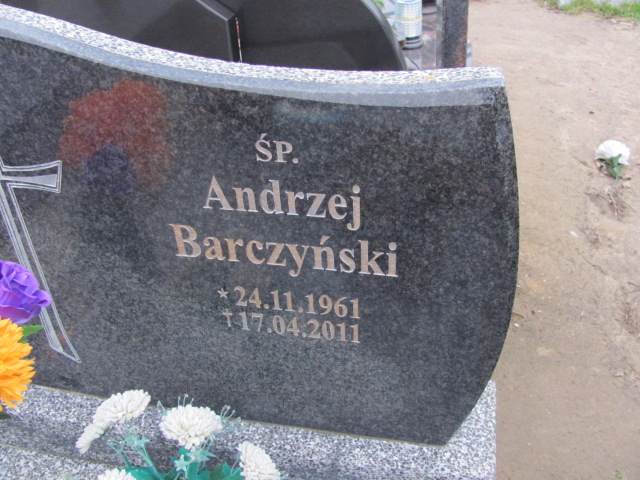 ŚP.
Andrzej
Barczyński
* 24.11.1961
† 17.04.2011